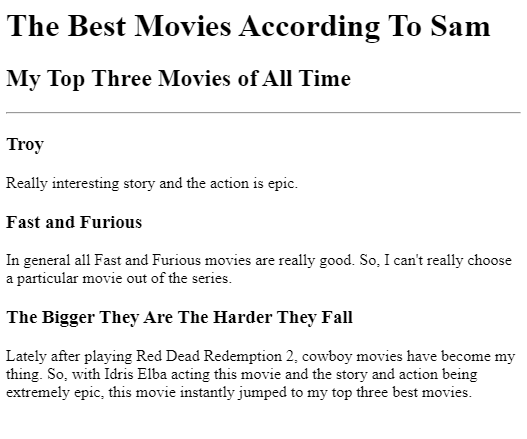 The Best Movies According To Sam
My Top Three Movies of All Time
Troy
Really interesting story and the action is epic.
Fast and Furious
In general all Fast and Furious movies are really good. So, I can't really choose
a particular movie out of the series.
The Bigger They Are The Harder They Fall
Lately after playing Red Dead Redemption 2, cowboy movies have become my
thing. So, with Idris Elba acting this movie and the story and action being
extremely epic, this movie instantly jumped to my top three best movies.